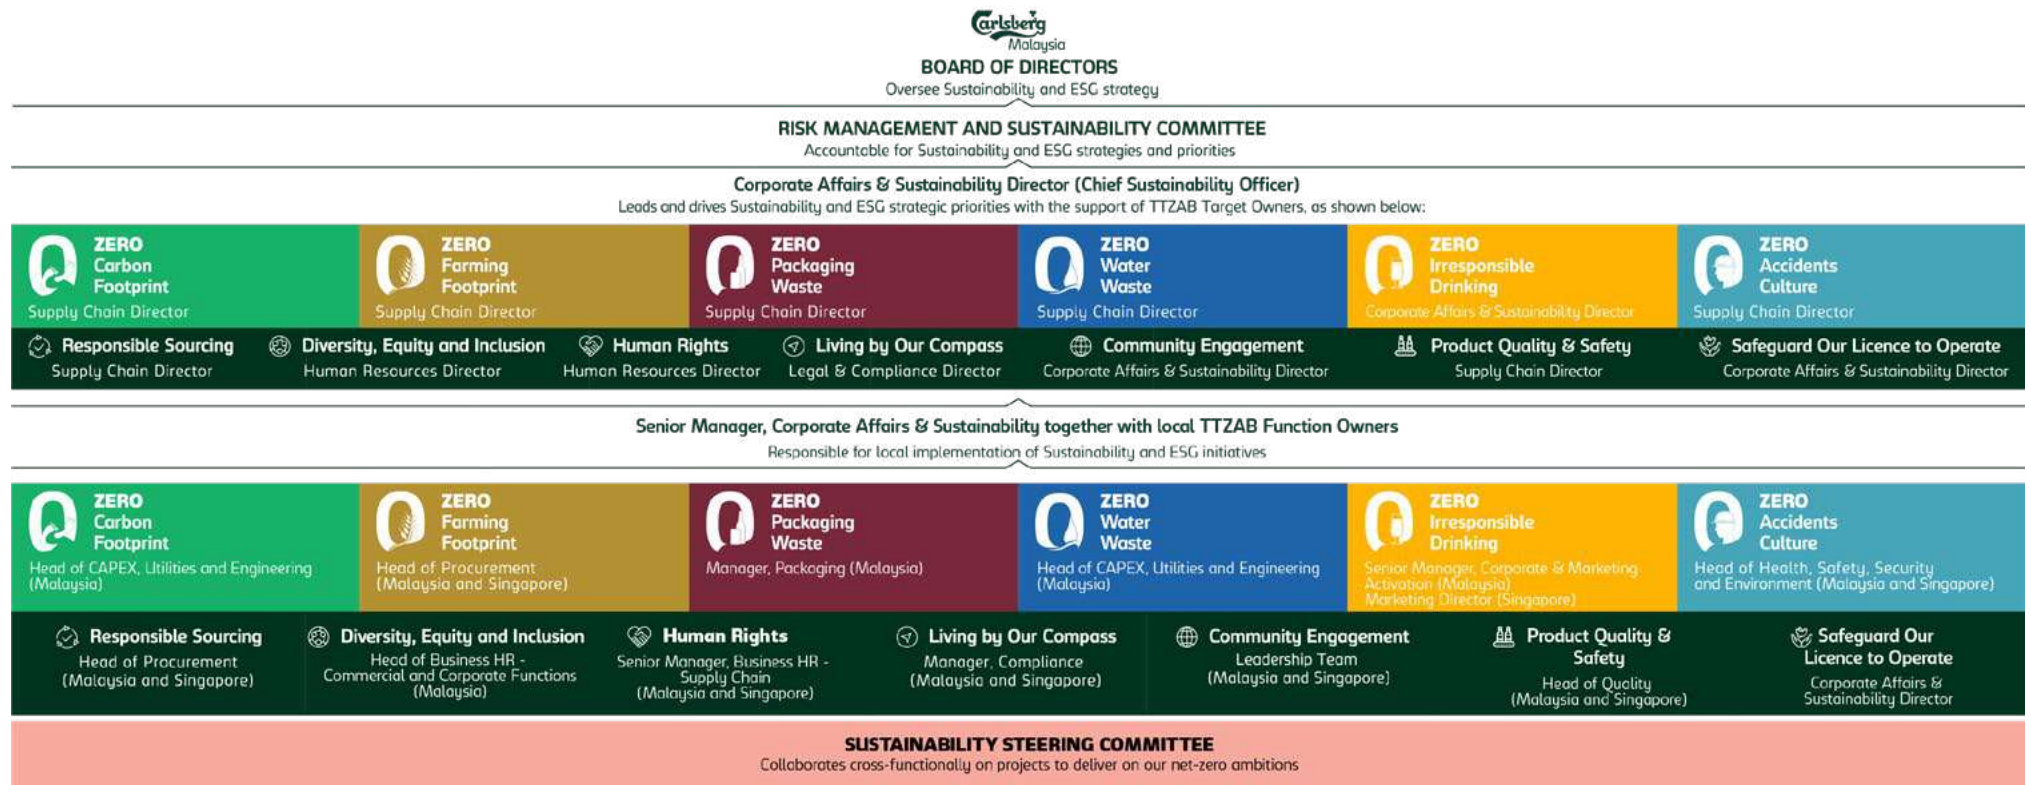 Carlsberg
Malaysia
BOARD OF DIRECTORS
Oversee Sustainability and ESG strategy
RISK MANAGEMENT AND SUSTAINABILITY COMMITTEE
Accountable for Sustainability and ESG strategies and priorities
Corporate Affairs & Sustainability Director (Chief Sustainability Officer)
Leads and drives Sustainability and ESG strategic priorities with the support of TTZAB Target Owners, as shown below:
ZERO
Carbon
Footprint
Supply Chain Director
ZERO
Farming
Footprint
Supply Chain Director
ZERO
Packaging
Waste
Supply Chain Director
ZERO
Water
Waste
Supply Chain Director
ZERO
Irresponsible
Drinking
Corporate Affairs & Sustainability Director
ZERO
Accidents
Culture
Supply Chain Director
Responsible Sourcing
Supply Chain Director
Diversity, Equity and Inclusion
Human Resources Director
Human Rights
Human Resources Director
Living by Our Compass
Legal & Compliance Director
Community Engagement
Corporate Affairs & Sustainability Director
Product Quality & Safety
Supply Chain Director
Safeguard Our Licence to Operate
Corporate Affairs & Sustainability Director
Senior Manager, Corporate Affairs & Sustainability together with local TTZAB Function Owners
Responsible for local implementation of Sustainability and ESG initiatives
ZERO
Carbon
Footprint
Head of CAPEX, Utilities and Engineering
(Malaysia)
ZERO
Farming
Footprint
Head of Procurement
(Malaysia and Singapore)
ZERO
Packaging
Waste
Manager, Packaging (Malaysia)
ZERO
Water
Waste
Head of CAPEX, Utilities and Engineering
(Malaysia)
ZERO
Irresponsible
Drinking
Senior Manager, Corporate & Marketing
Activation (Malaysia)
Marketing Director (Singapore)
ZERO
Accidents
Culture
Head of Health, Safety, Security
and Environment (Malaysia and Singapore)
Responsible Sourcing
Head of Procurement
(Malaysia and Singapore)
Diversity, Equity and Inclusion
Head of Business HR -
Commercial and Corporate Functions
(Malaysia)
Human Rights
Senior Manager, Business HR -
Supply Chain
(Malaysia and Singapore)
Living by Our Compass
Manager, Compliance
(Malaysia and Singapore)
Community Engagement
Leadership Team
(Malaysia and Singapore)
Product Quality &
Safety
Head of Quality
(Malaysia and Singapore)
Safeguard Our
Licence to Operate
Corporate Affairs &
Sustainability Director
SUSTAINABILITY STEERING COMMITTEE
Collaborates cross-functionally on projects to deliver on our net-zero ambitions